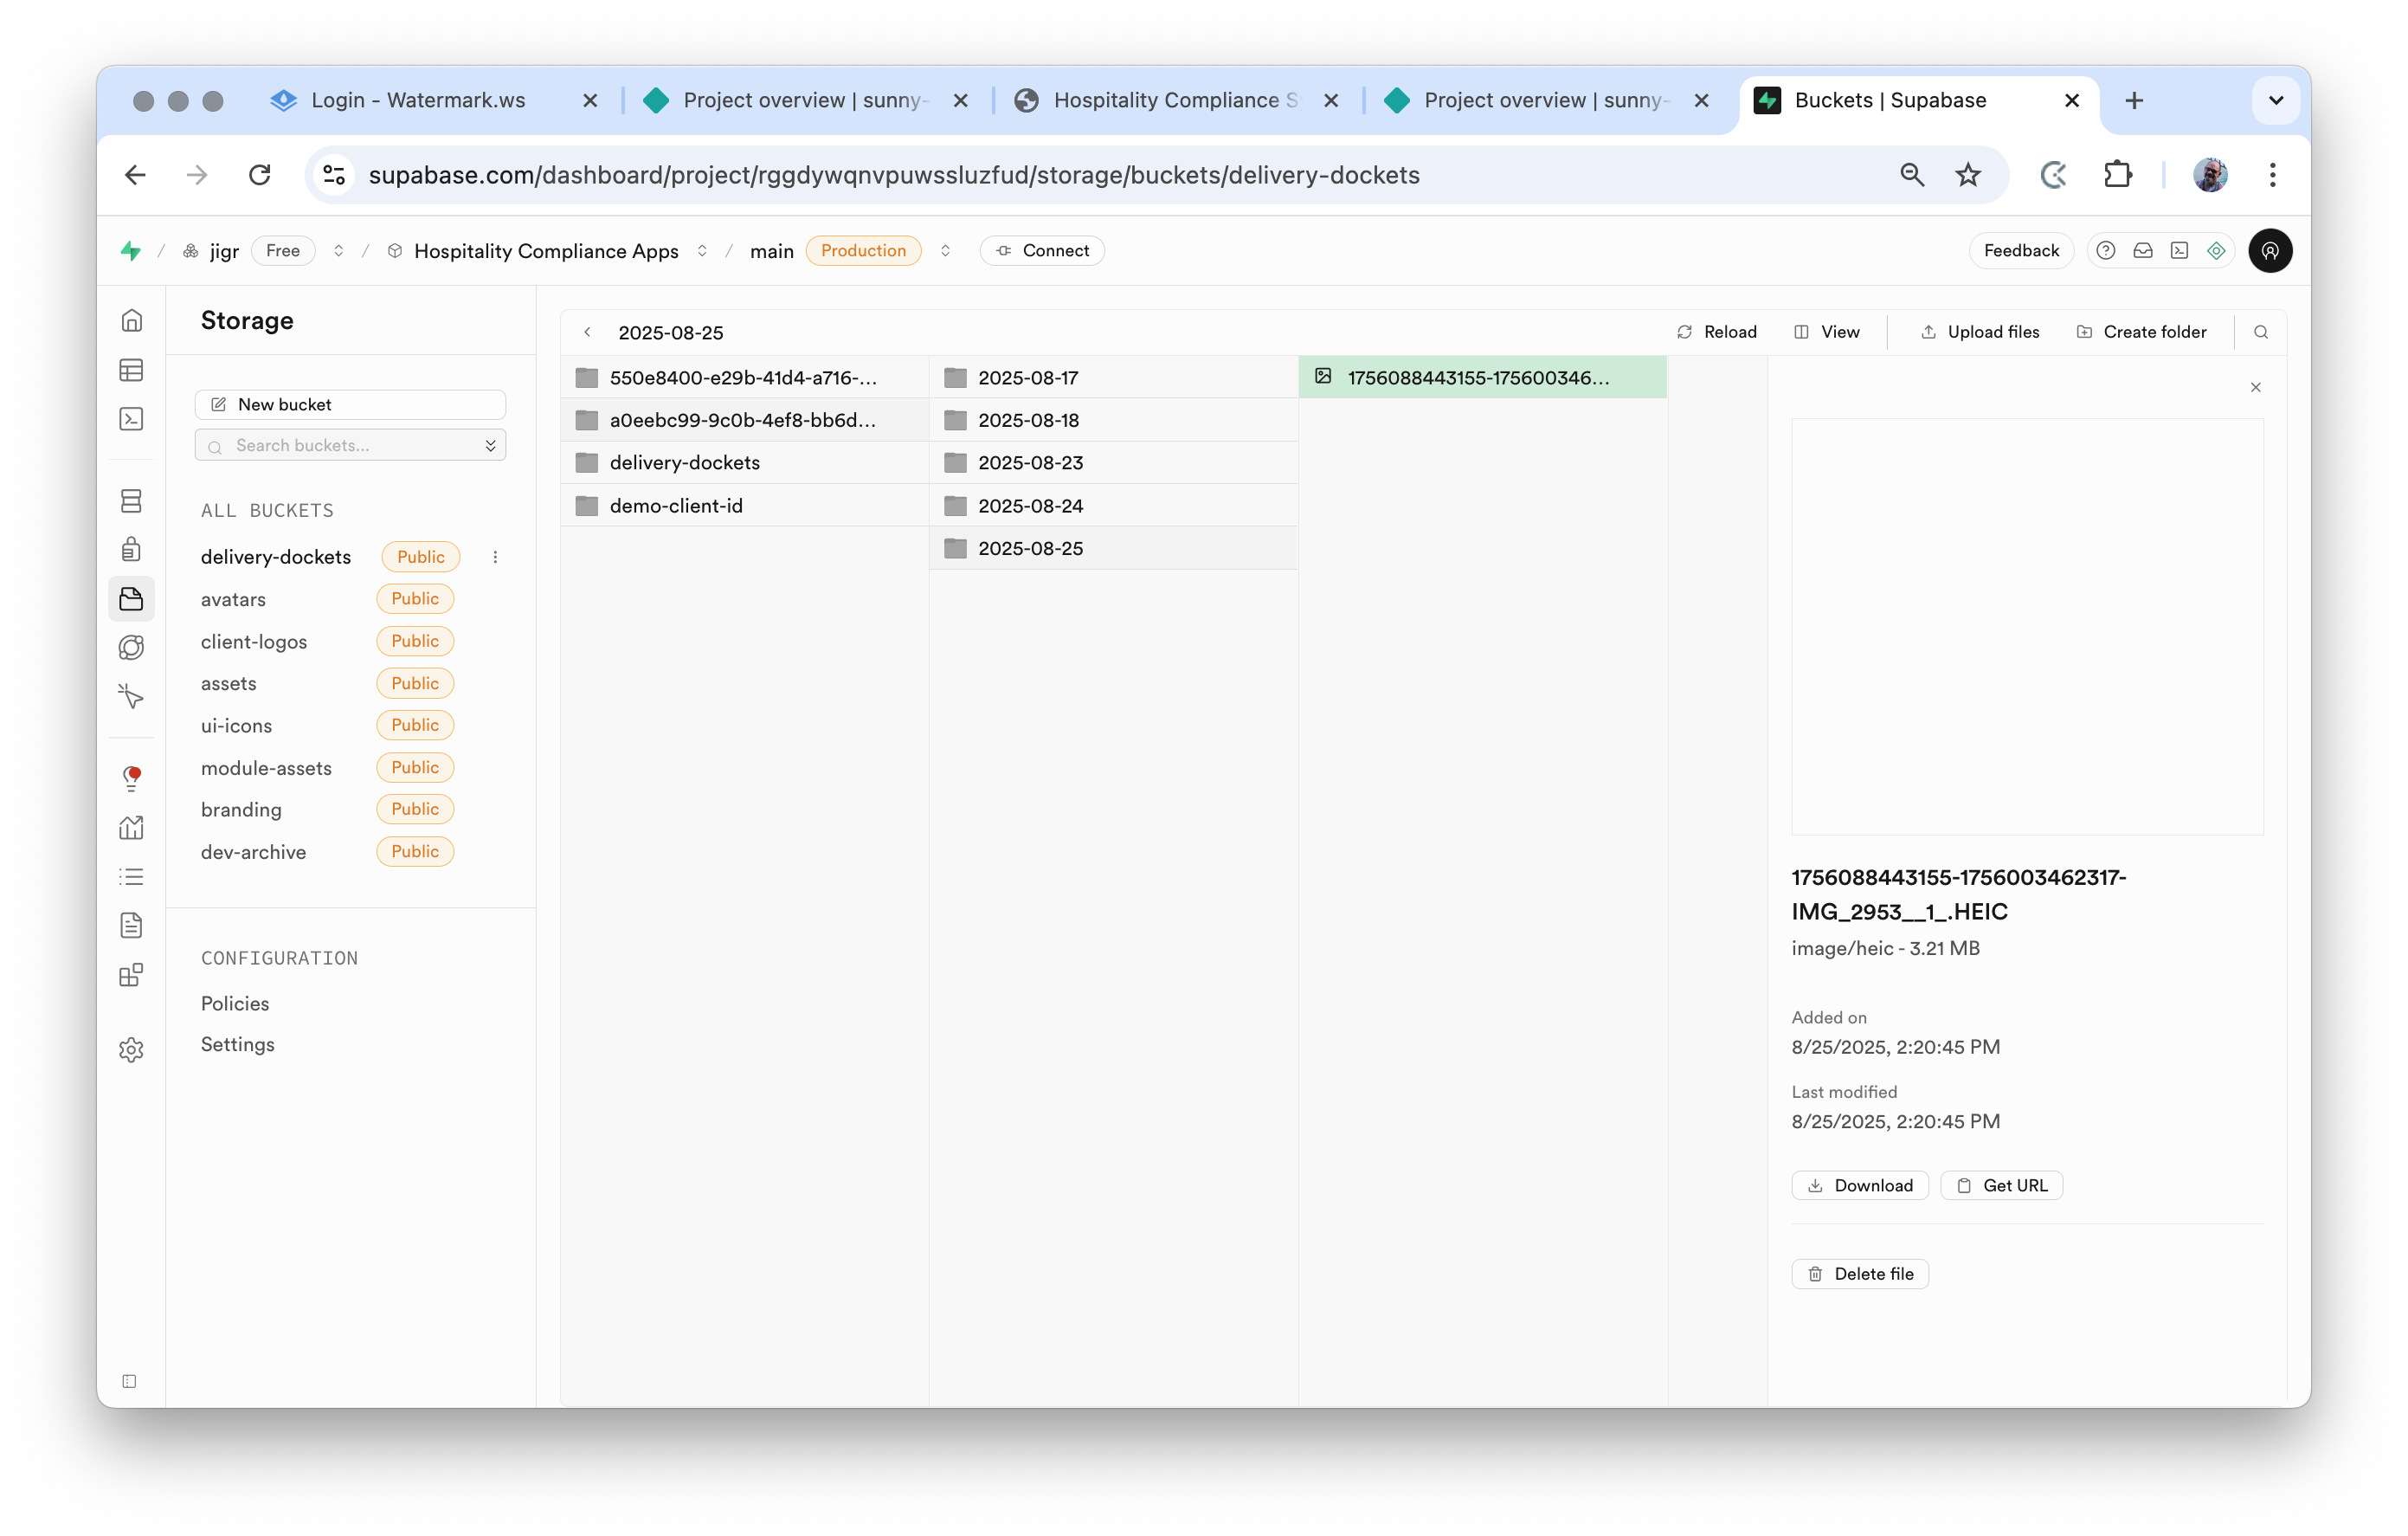 Login - Watermark.ws
Project overview | sunny-
Hospitality Compliance S
Project overview | sunny-
Buckets | Supabase
supabase.com/dashboard/project/rggdywqnvpuwssluzfud/storage/buckets/delivery-dockets
/ jigr Free / Hospitality Compliance Apps / main Production Connect
Feedback
Storage
New bucket
Search buckets...
ALL BUCKETS
delivery-dockets Public
avatars Public
client-logos Public
assets Public
ui-icons Public
module-assets Public
branding Public
dev-archive Public
CONFIGURATION
Policies
Settings
2025-08-25
Reload View Upload files Create folder
550e8400-e29b-41d4-a716-...
a0eebc99-9c0b-4ef8-bb6d...
delivery-dockets
demo-client-id
2025-08-17
2025-08-18
2025-08-23
2025-08-24
2025-08-25
1756088443155-175600346...
1756088443155-1756003462317-
IMG_2953__1_.HEIC
image/heic - 3.21 MB
Added on
8/25/2025, 2:20:45 PM
Last modified
8/25/2025, 2:20:45 PM
Download Get URL
Delete file